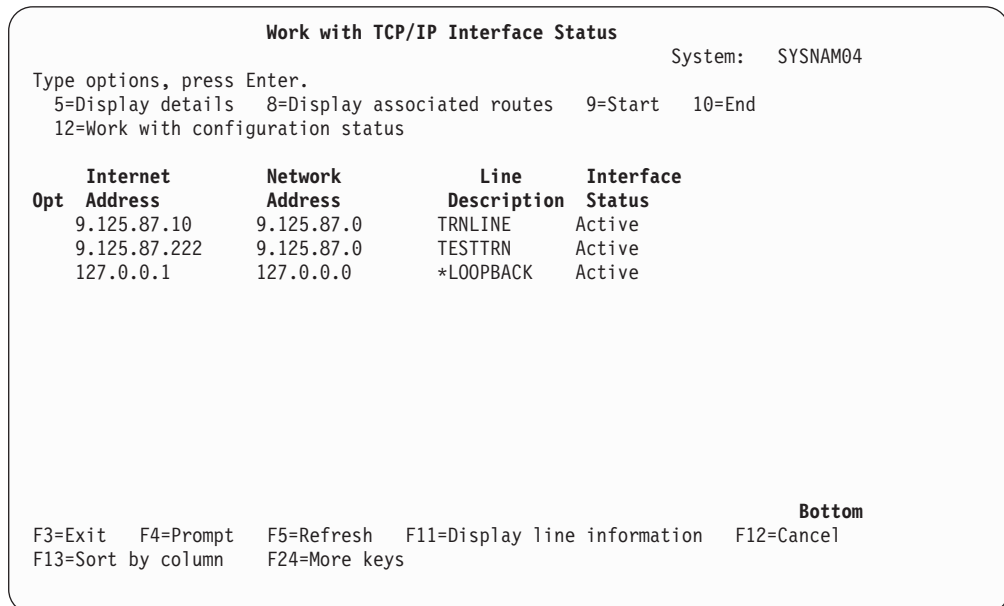 Work with TCP/IP Interface Status
System: SYSNAM04
Type options, press Enter.
5=Display details 8=Display associated routes 9=Start 10=End
12=Work with configuration status
Internet Network Line Interface
Opt Address Address Description Status
9.125.87.10 9.125.87.0 TRNLINE Active
9.125.87.222 9.125.87.0 TESTTRN Active
127.0.0.1 127.0.0.0 *LOOPBACK Active
Bottom
F3=Exit F4=Prompt F5=Refresh F11=Display line information F12=Cancel
F13=Sort by column F24=More keys